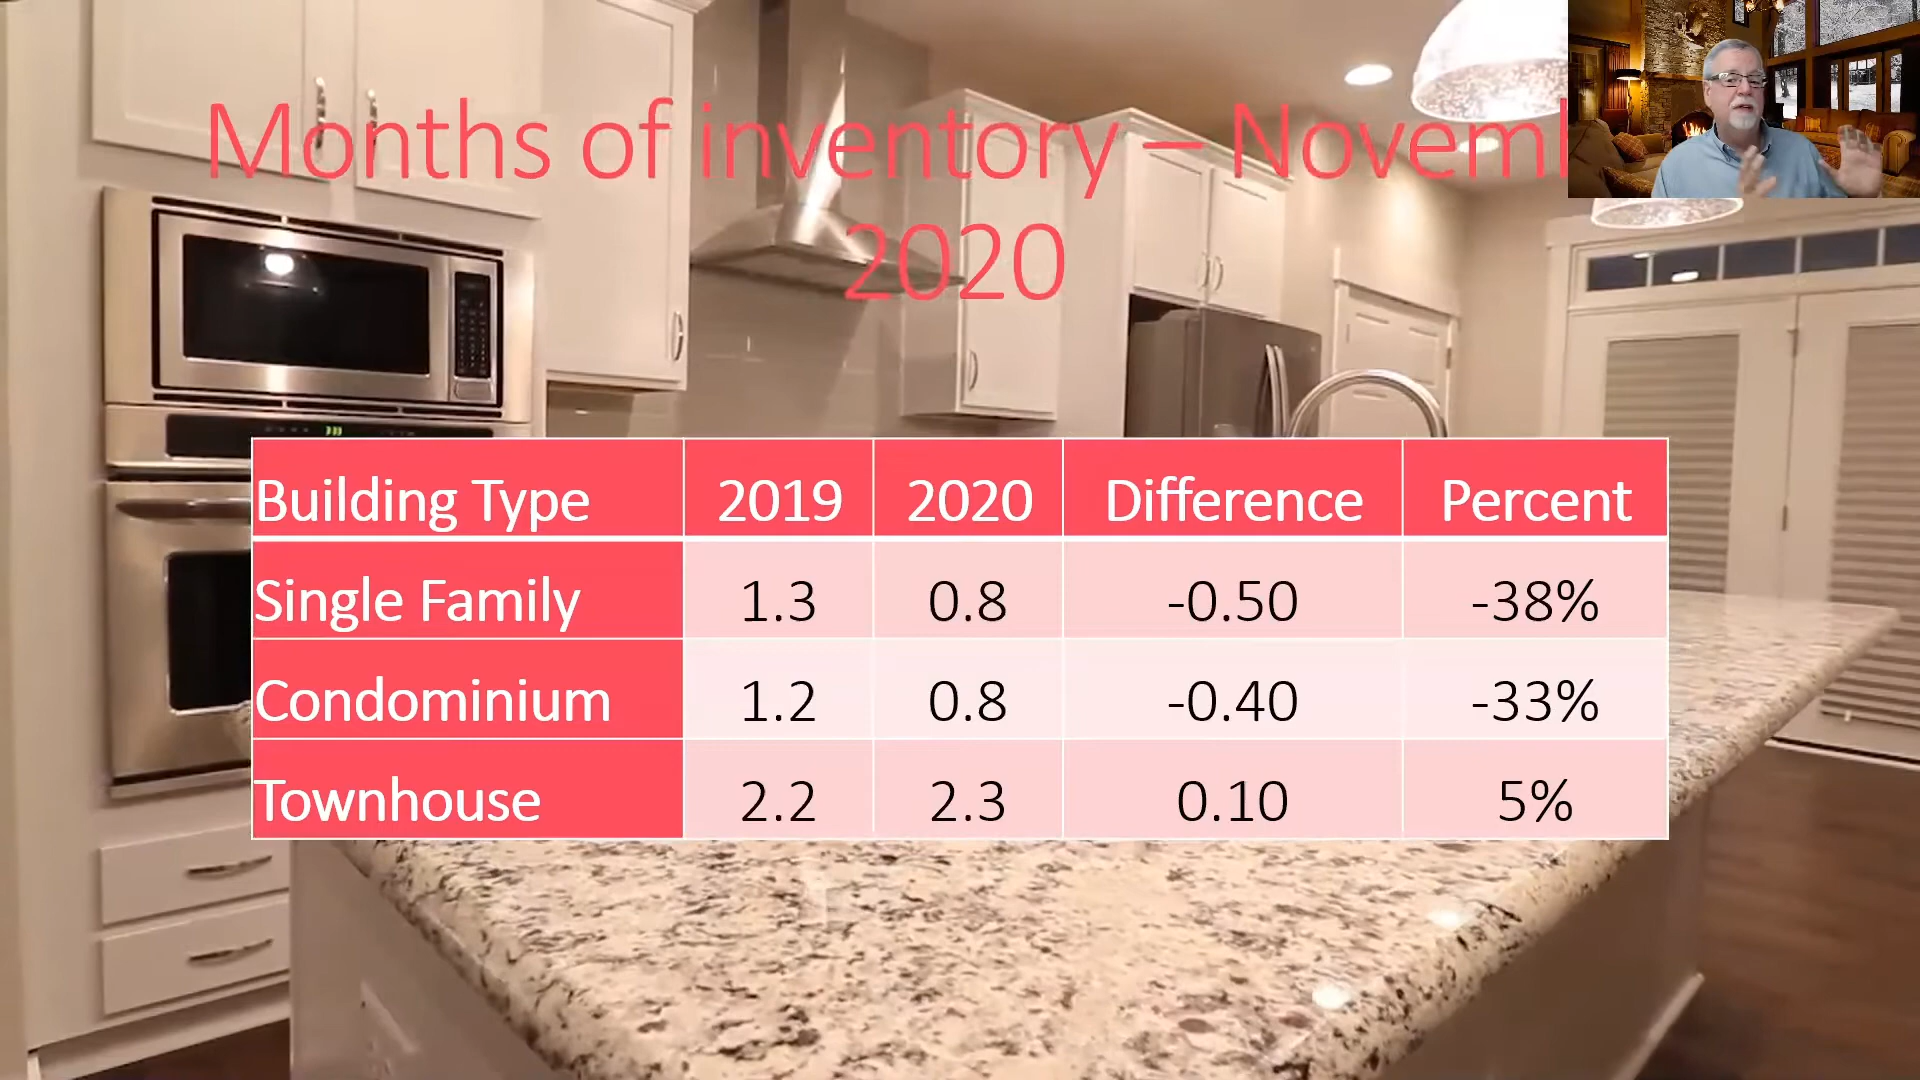 Months of inventory – Novem
2020
Building Type 2019 2020 Difference Percent
Single Family 1.3 0.8 -0.50 -38%
Condominium 1.2 0.8 -0.40 -33%
Townhouse 2.2 2.3 0.10 5%